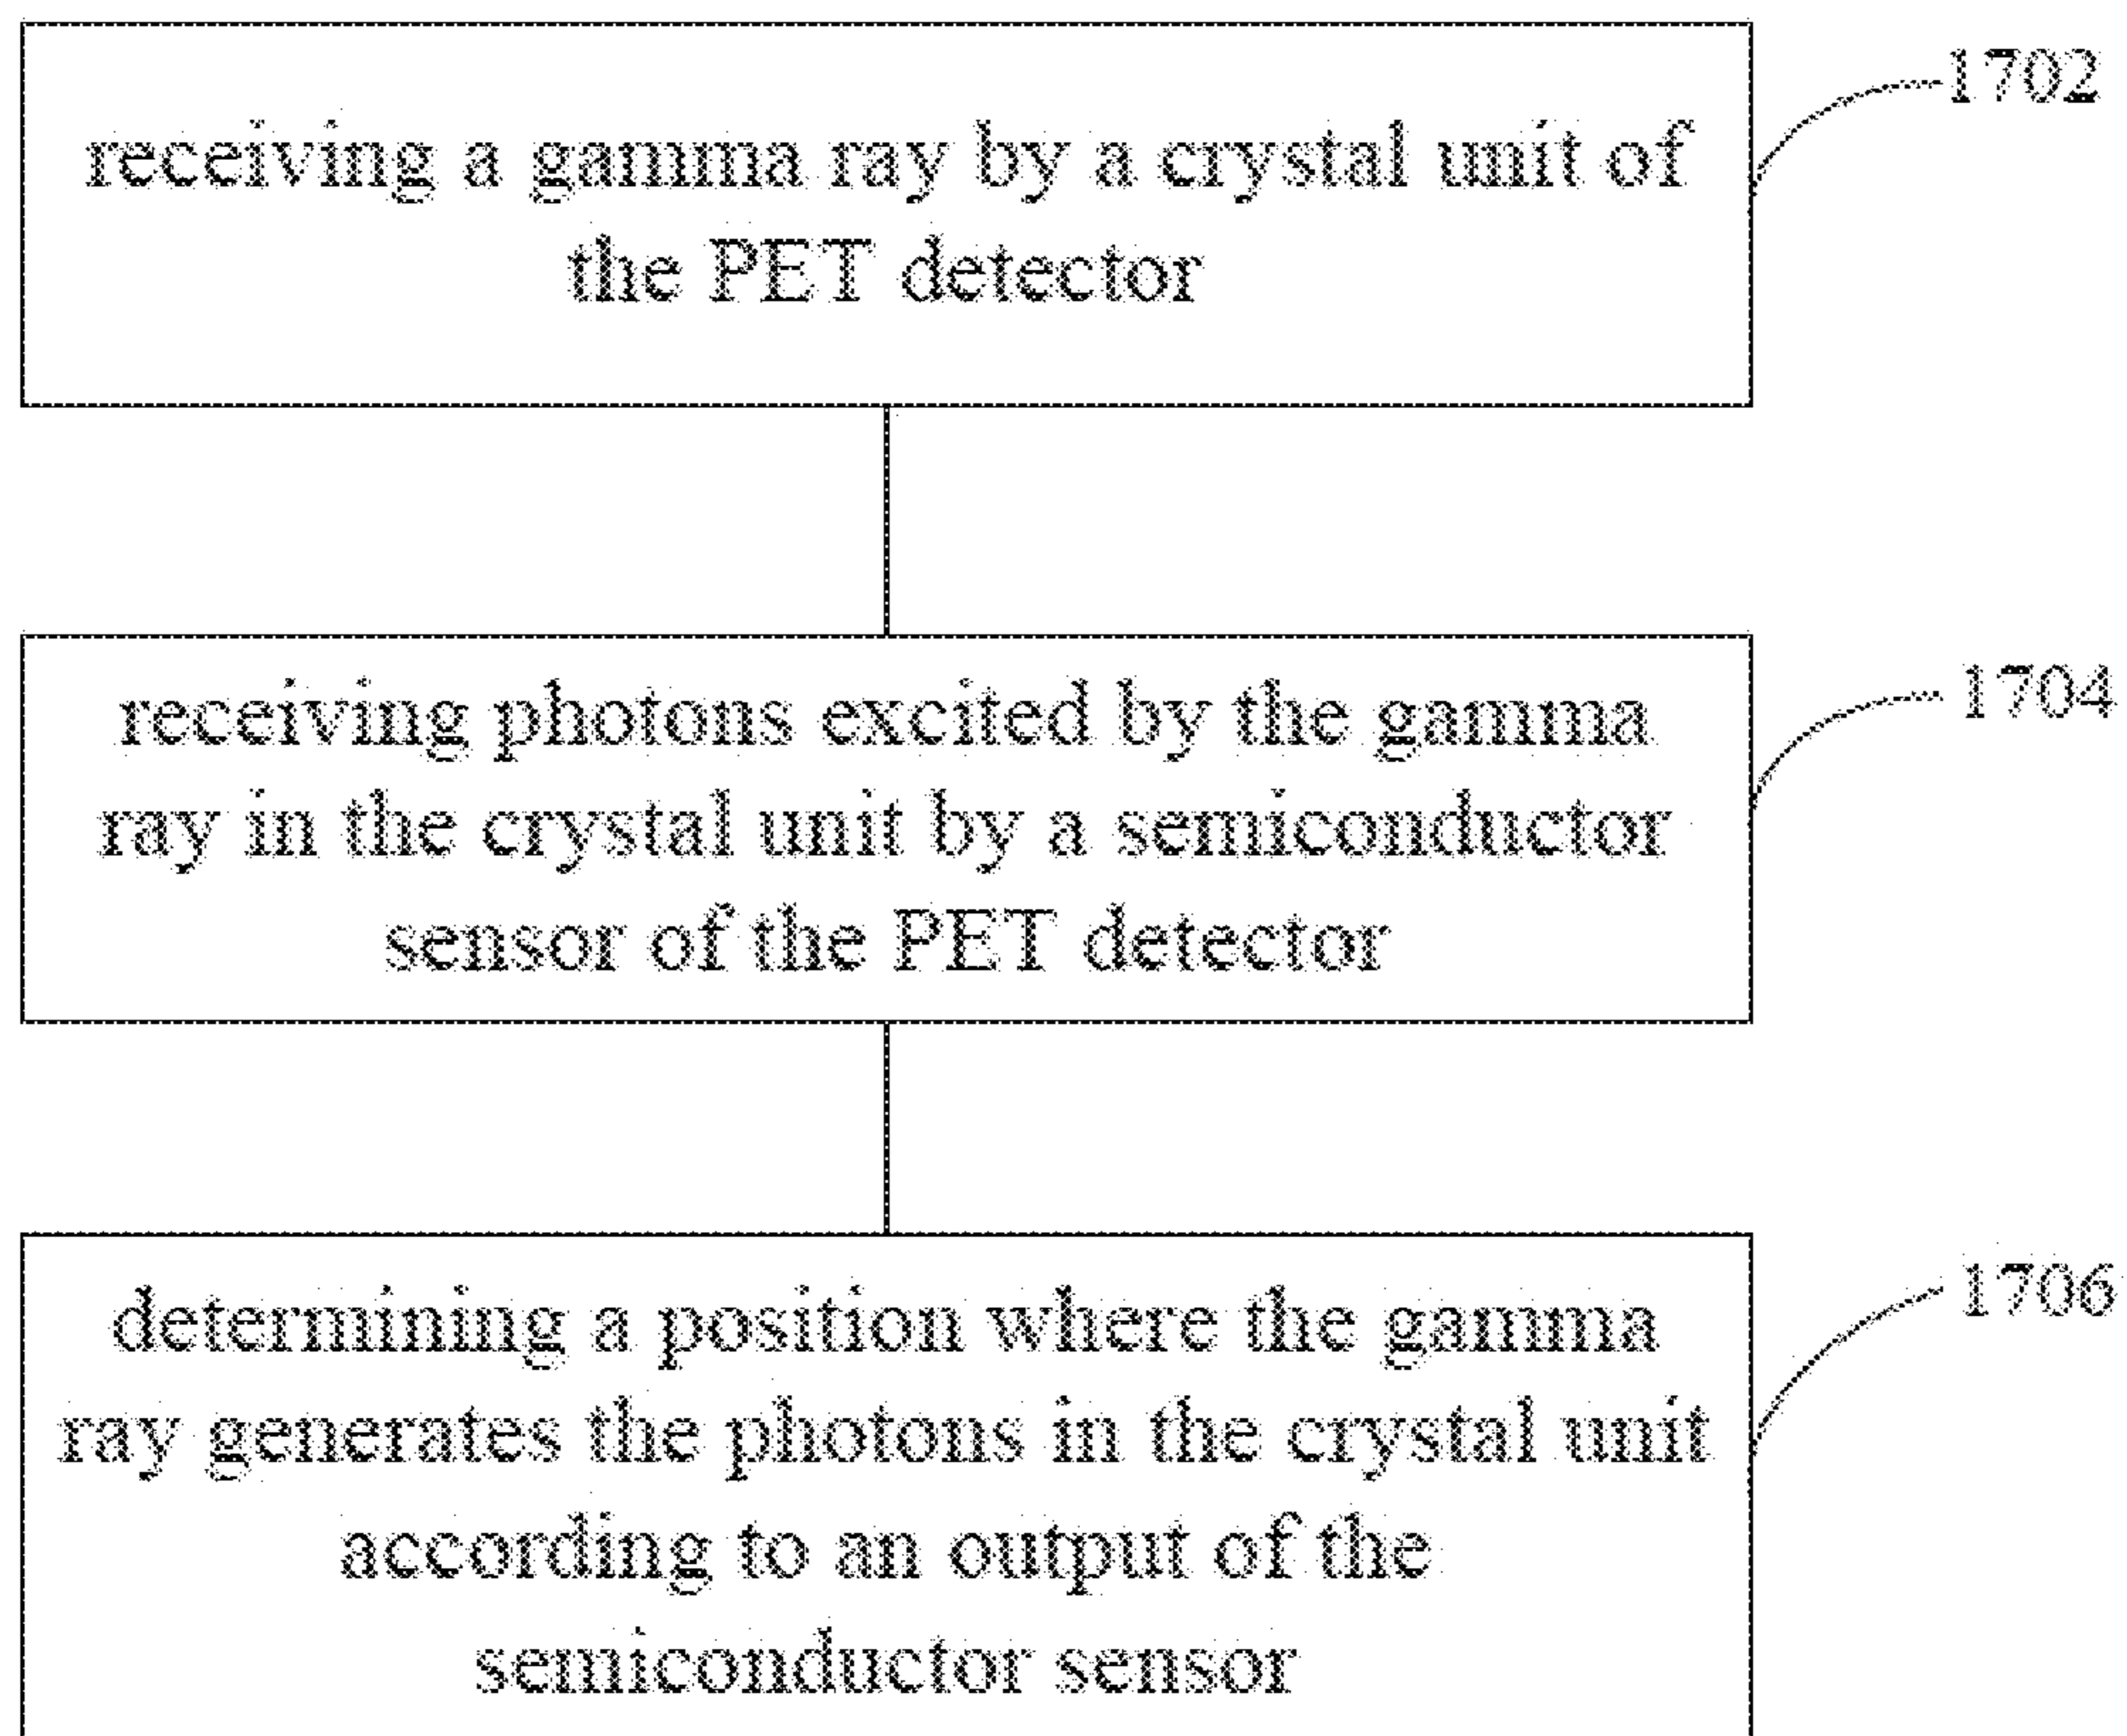 1702
receiving a gamma ray by a crystal unit of
the PET detector
1704
receiving photons excited by the gamma
ray in the crystal unit by a semiconductor
sensor of the PET detector
1706
determining a position where the gamma
ray generates the photons in the crystal unit
according to an output of the
semiconductor sensor